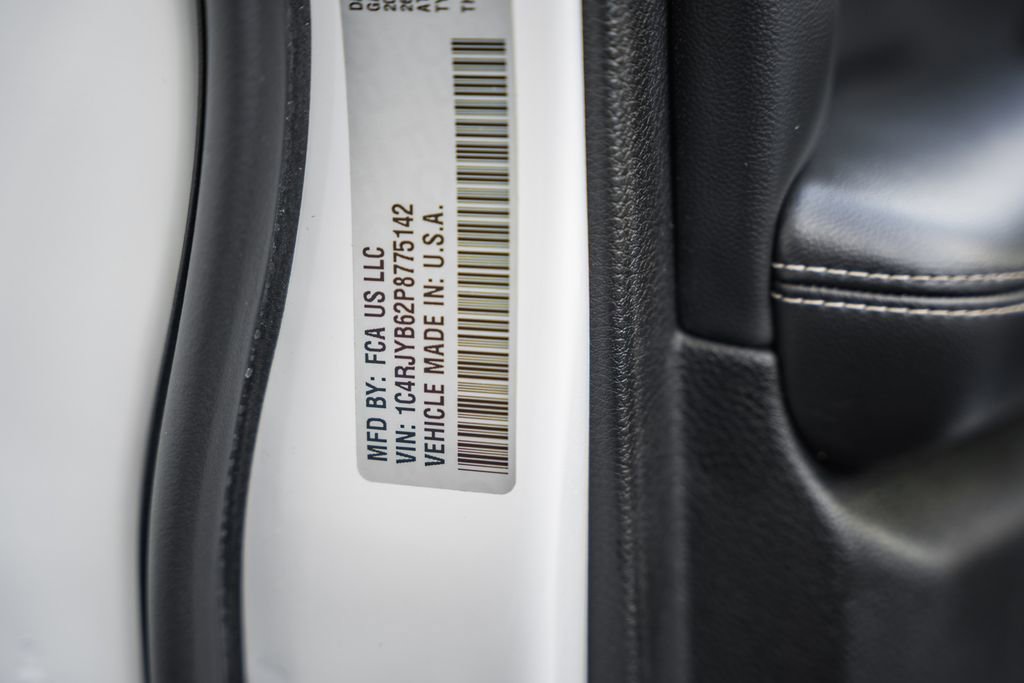 MFD BY: FCA US LLC
VIN: 1C4RJYB62P8775142
VEHICLE MADE IN: U.S.A.